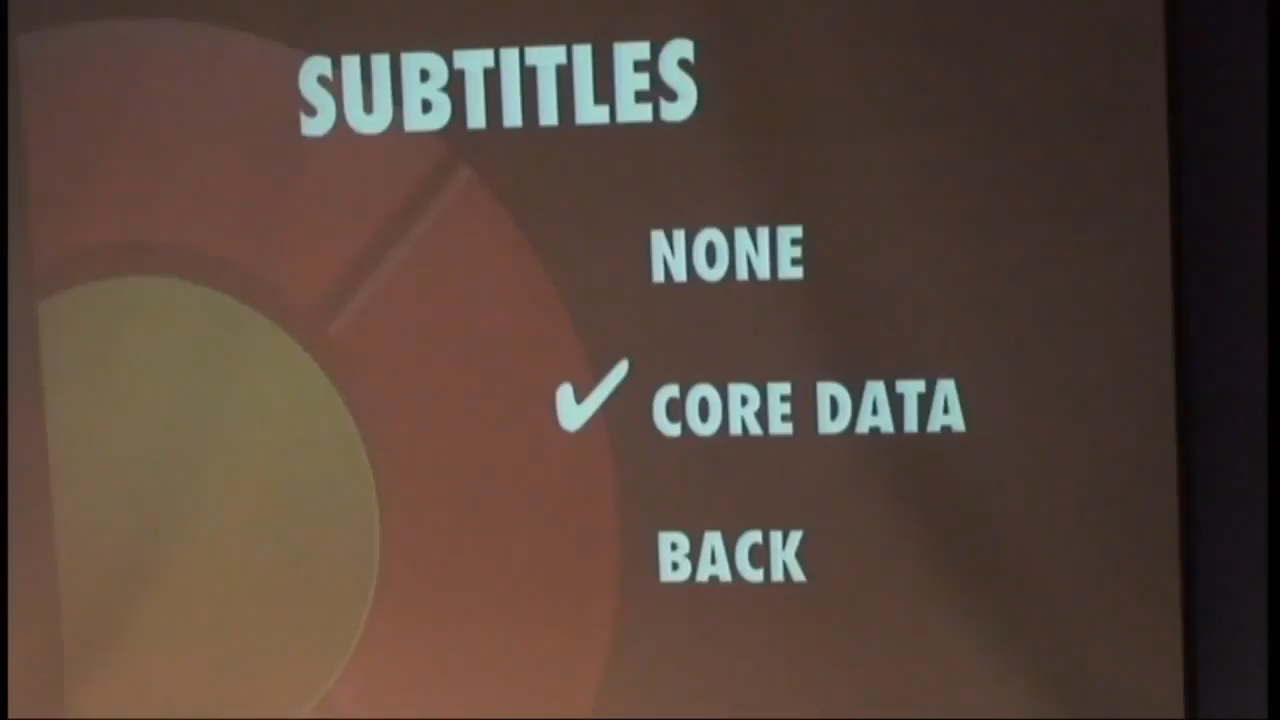 SUBTITLES
NONE
✔ CORE DATA
BACK